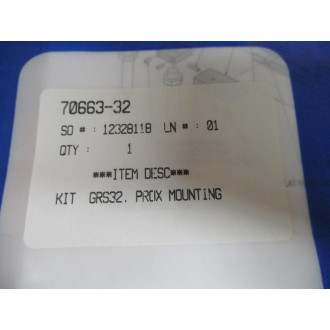 70663-32
SO # : 12328118 LN # : 01
QTY : 1
***ITEM DESC***
KIT GRS32, PROX MOUNTING